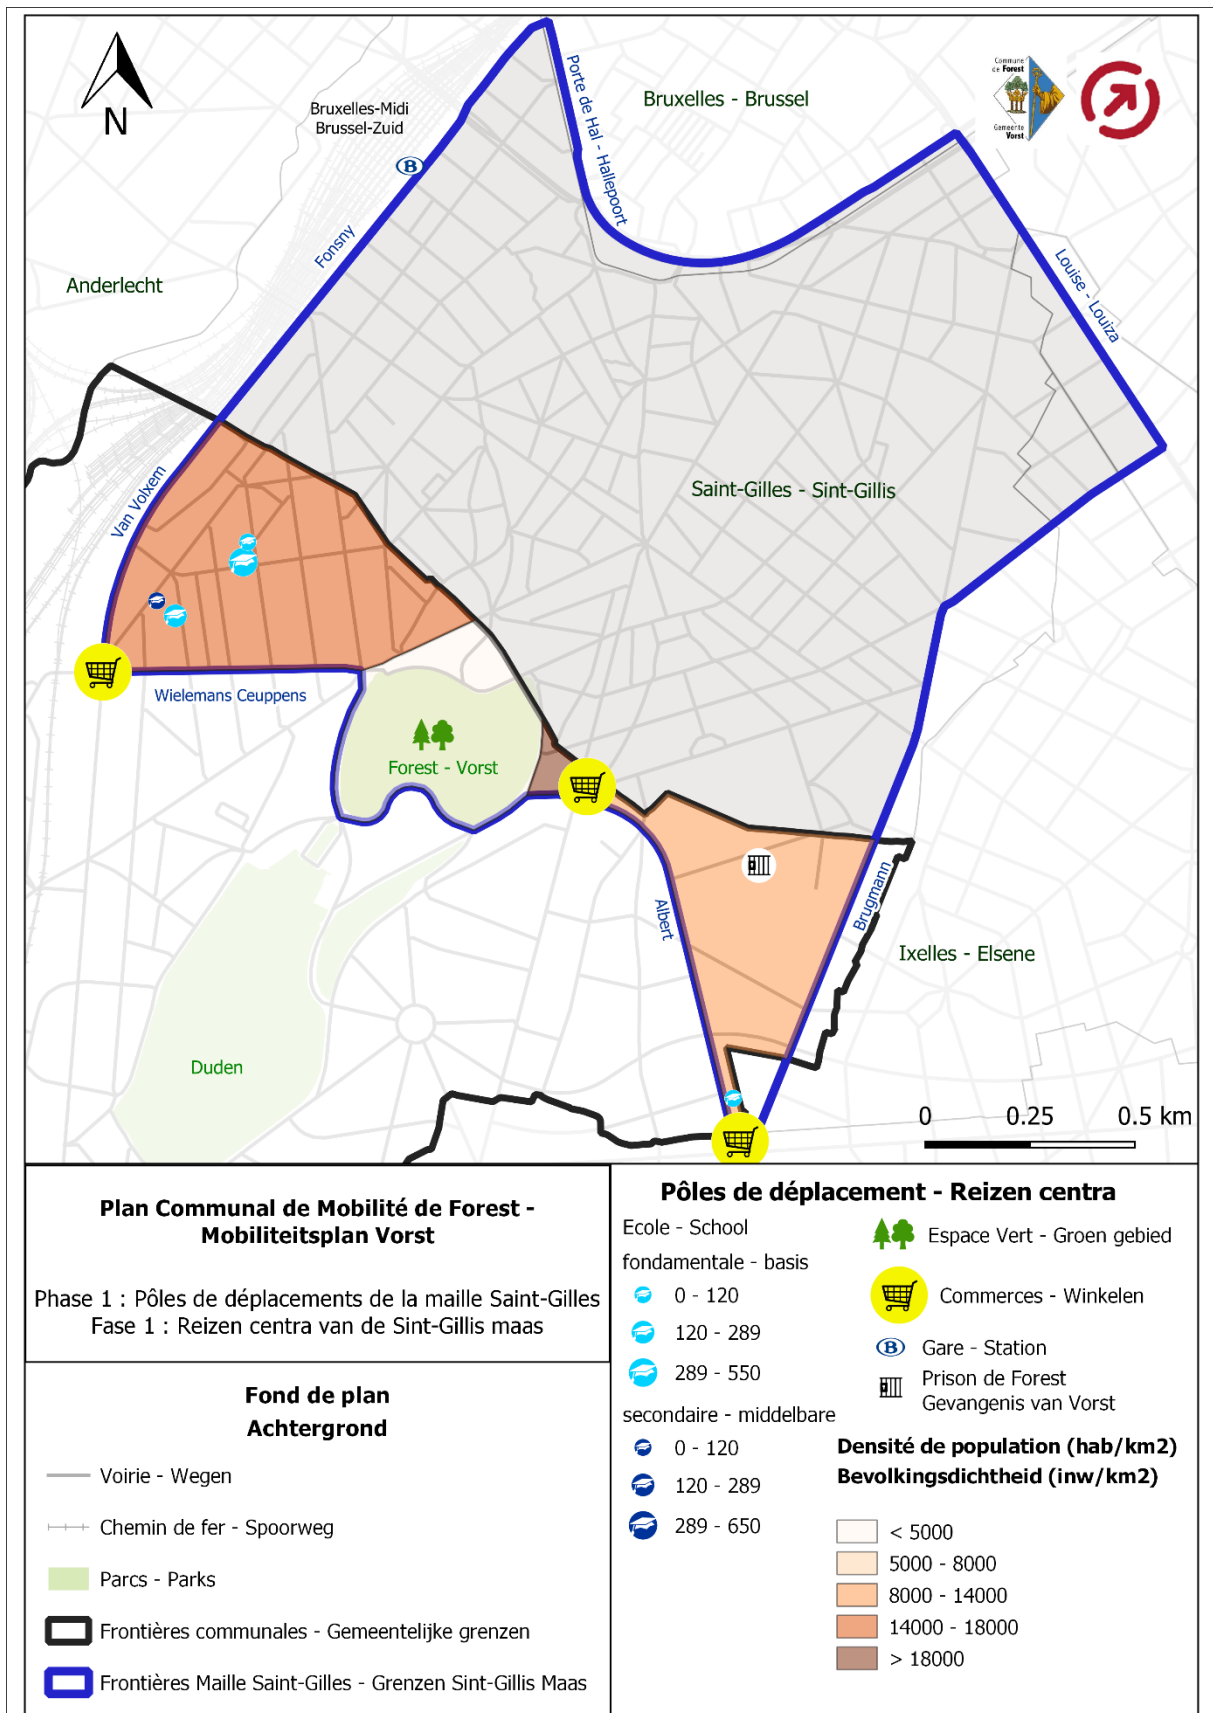 N
Bruxelles-Midi
Brussel-Zuid
B
Porte de Hal - Hallepoort
Bruxelles - Brussel
Commune
de Forest
Gemeente
Vorst
Fonsny
Anderlecht
Louise - Louiza
Saint-Gilles - Sint-Gillis
Van Volxem
Wielemans Ceuppens
Forest - Vorst
Albert
Brugmann
Ixelles - Elsene
Duden
0 0.25 0.5 km
Plan Communal de Mobilité de Forest -
Mobiliteitsplan Vorst
Phase 1 : Pôles de déplacements de la maille Saint-Gilles
Fase 1 : Reizen centra van de Sint-Gillis maas
Fond de plan
Achtergrond
Voirie - Wegen
Chemin de fer - Spoorweg
Parcs - Parks
Frontières communales - Gemeentelijke grenzen
Frontières Maille Saint-Gilles - Grenzen Sint-Gillis Maas
Pôles de déplacement - Reizen centra
Ecole - School
fondamentale - basis
0 - 120
120 - 289
289 - 550
secondaire - middelbare
0 - 120
120 - 289
289 - 650
Espace Vert - Groen gebied
Commerces - Winkelen
B Gare - Station
Prison de Forest
Gevangenis van Vorst
Densité de population (hab/km2)
Bevolkingsdichtheid (inw/km2)
< 5000
5000 - 8000
8000 - 14000
14000 - 18000
> 18000